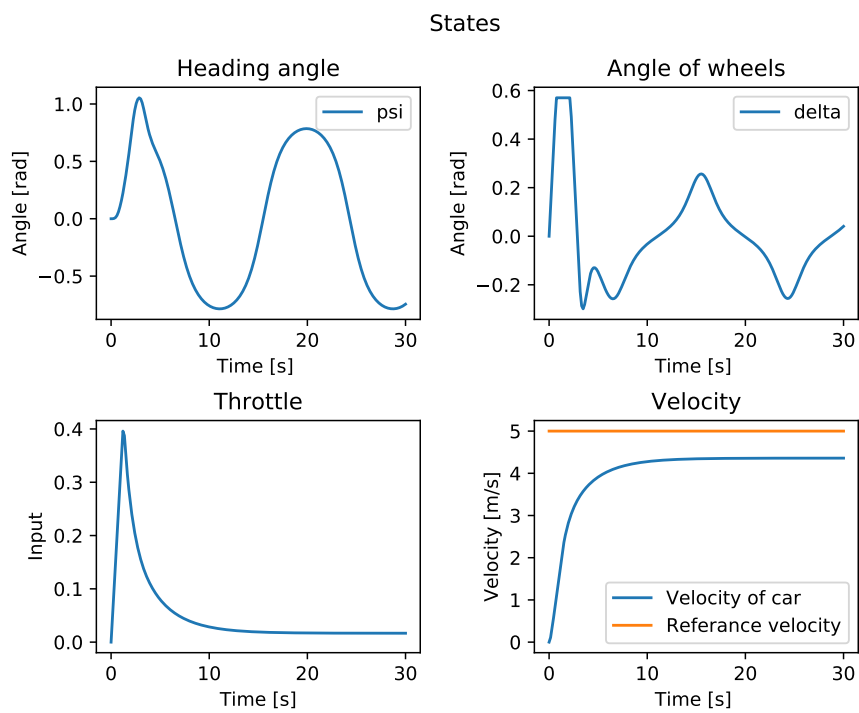 States
Heading angle
Angle [rad]
1.0
0.5
0.0
−0.5
psi
0 10 20 30
Time [s]
Angle of wheels
Angle [rad]
0.6
0.4
0.2
0.0
−0.2
delta
0 10 20 30
Time [s]
Throttle
Input
0.4
0.3
0.2
0.1
0.0
0 10 20 30
Time [s]
Velocity
Velocity [m/s]
5
4
3
2
1
0
Velocity of car
Referance velocity
0 10 20 30
Time [s]